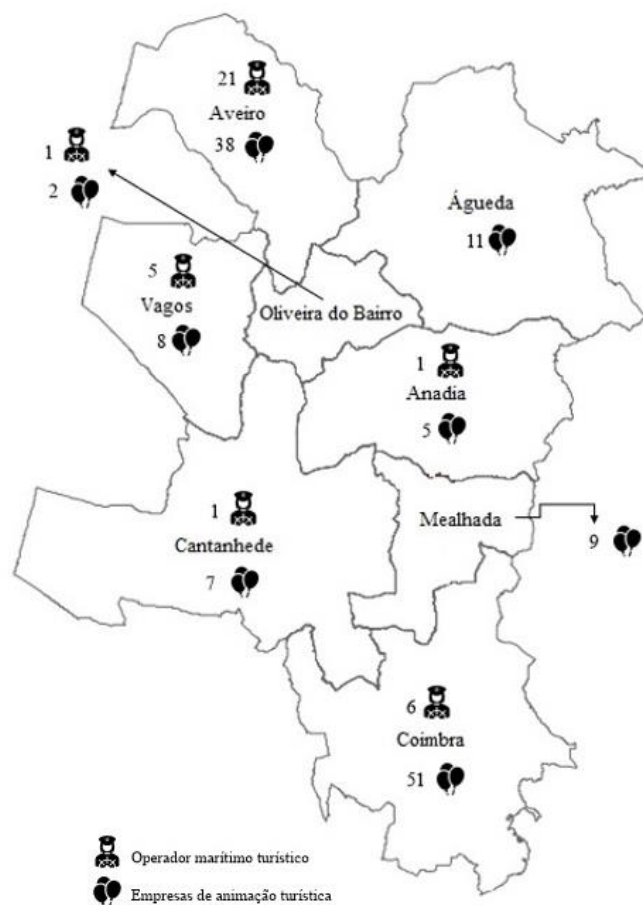 21
Aveiro
38
1
2
Águeda
11
5
Vagos
8
Oliveira do Bairro
1
Anadia
5
1
Cantanhede
7
Mealhada
9
6
Coimbra
51
Operador marítimo turístico
Empresas de animação turística